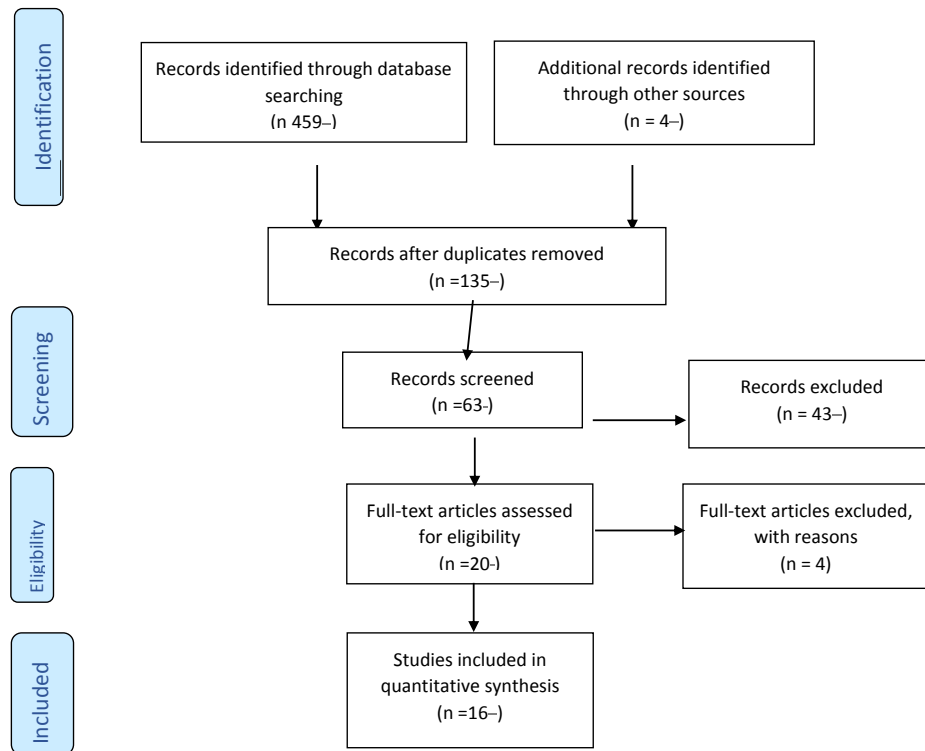 Identification
Records identified through database
searching
(n 459–)
Additional records identified
through other sources
(n = 4–)
Records after duplicates removed
(n =135–)
Screening
Records screened
(n =63-)
Records excluded
(n = 43–)
Eligibility
Full-text articles assessed
for eligibility
(n =20-)
Full-text articles excluded,
with reasons
(n = 4)
Included
Studies included in
quantitative synthesis
(n =16–)